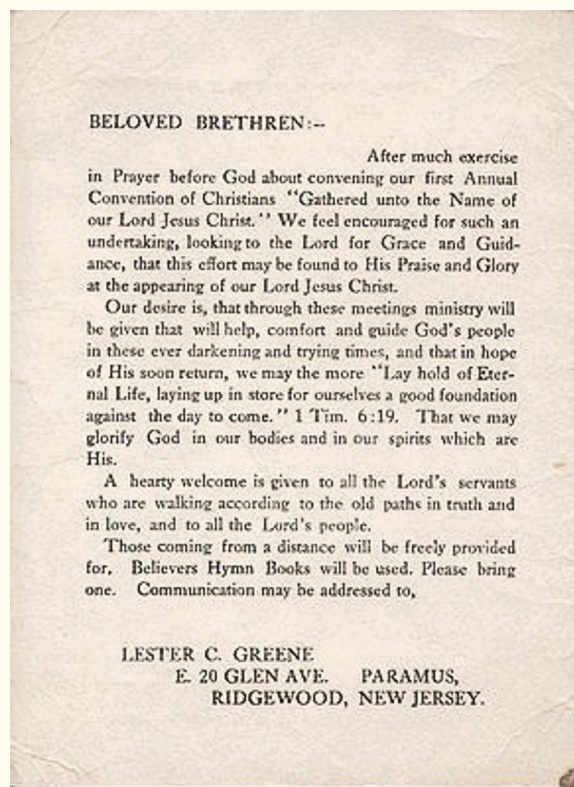 BELOVED BRETHREN:--
After much exercise
in Prayer before God about convening our first Annual
Convention of Christians “Gathered unto the Name of
our Lord Jesus Christ.” We feel encouraged for such an
undertaking, looking to the Lord for Grace and Guid-
ance, that this effort may be found to His Praise and Glory
at the appearing of our Lord Jesus Christ.
Our desire is, that through these meetings ministry will
be given that will help, comfort and guide God's people
in these ever darkening and trying times, and that in hope
of His soon return, we may the more “Lay hold of Eter-
nal Life, laying up in store for ourselves a good foundation
against the day to come.” 1 Tim. 6:19. That we may
glorify God in our bodies and in our spirits which are
His.
A hearty welcome is given to all the Lord's servants
who are walking according to the old paths in truth and
in love, and to all the Lord's people.
Those coming from a distance will be freely provided
for. Believers Hymn Books will be used. Please bring
one. Communication may be addressed to,
LESTER C. GREENE
E. 20 GLEN AVE. PARAMUS,
RIDGEWOOD, NEW JERSEY.